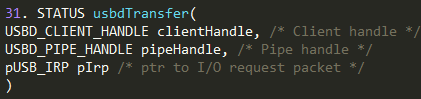 31. STATUS usbdTransfer(
USBD_CLIENT_HANDLE clientHandle, /* Client handle */
USBD_PIPE_HANDLE pipeHandle, /* Pipe handle */
pUSB_IRP pIrp /* ptr to I/O request packet */
)